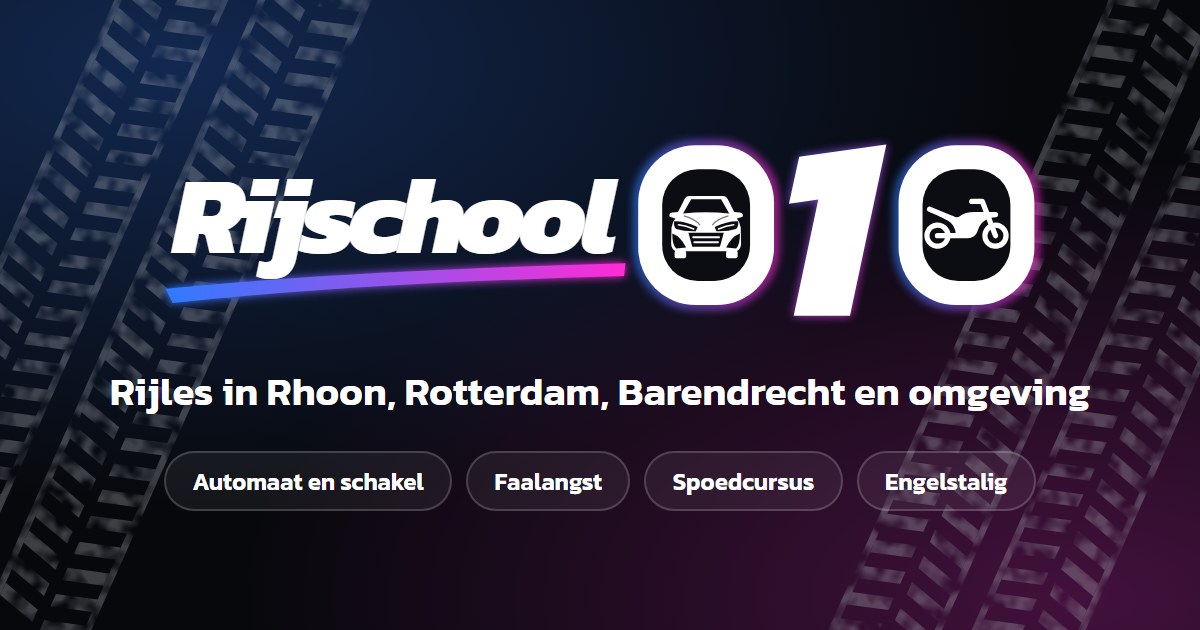 Rijschool 010
Rijles in Rhoon, Rotterdam, Barendrecht en omgeving
Automaat en schakel Faalangst Spoedcursus Engelstalig